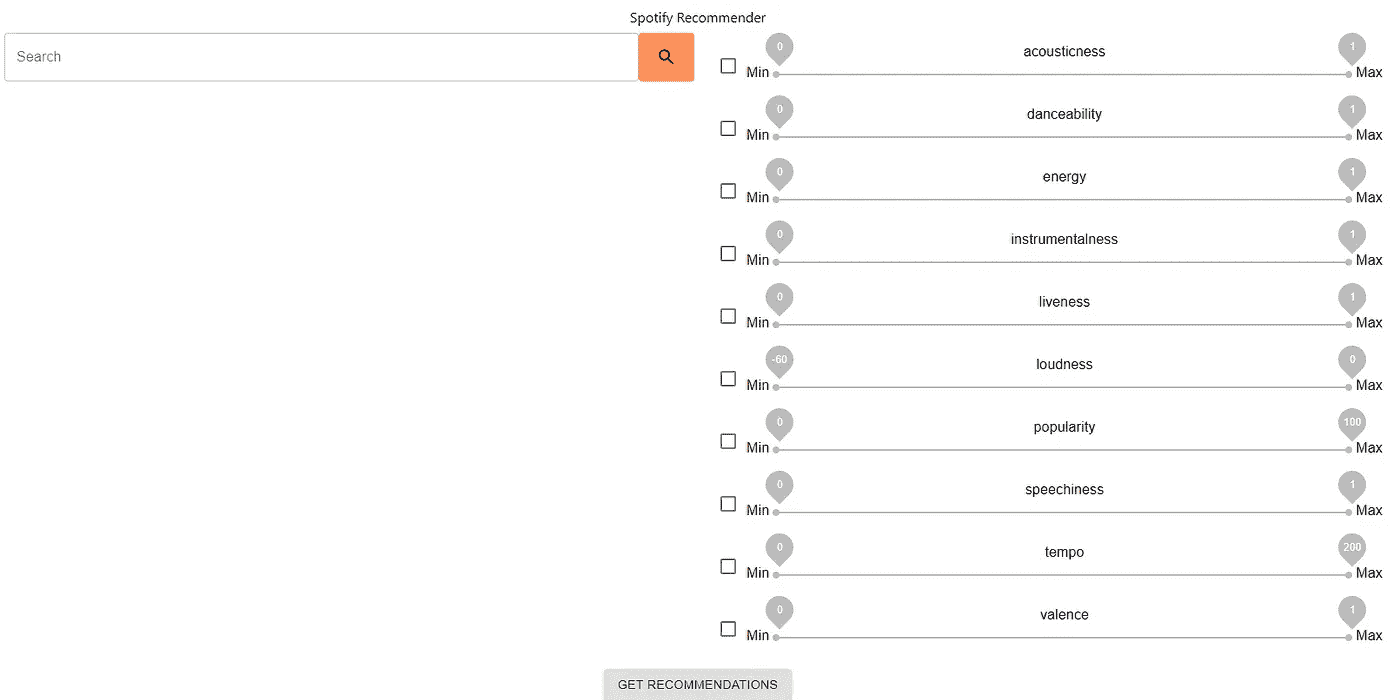 Spotify Recommender
Search
0 acousticness 1
Min Max
0 danceability 1
Min Max
0 energy 1
Min Max
0 instrumentalness 1
Min Max
0 liveness 1
Min Max
-60 loudness 0
Min Max
0 popularity 100
Min Max
0 speechiness 1
Min Max
0 tempo 200
Min Max
0 valence 1
Min Max
GET RECOMMENDATIONS